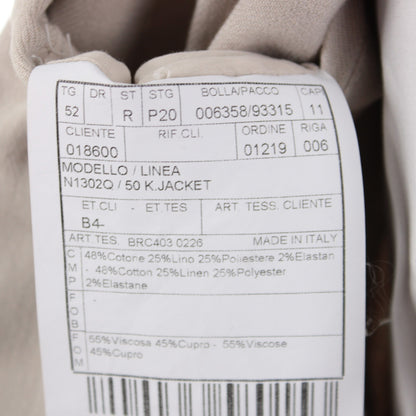 TG DR ST STG BOLLA/PACCO CAP
52 R P20 006358/93315 11
CLIENTE RIF.CLI. ORDINE RIGA
018600 01219 006
MODELLO / LINEA
N1302Q / 50 K.JACKET
ET CLI - ET TES ART. TESS. CLIENTE
B4-
ART TES. BRC403 0226 MADE IN ITALY
CMP 48%Cotone 25%Lino 25%Poliestere 2%Elastan
- 48%Cotton 25%Linen 25%Polyester
2%Elastane
FOB
FOM 55%Viscosa 45%Cupro - 55%Viscose
45%Cupro